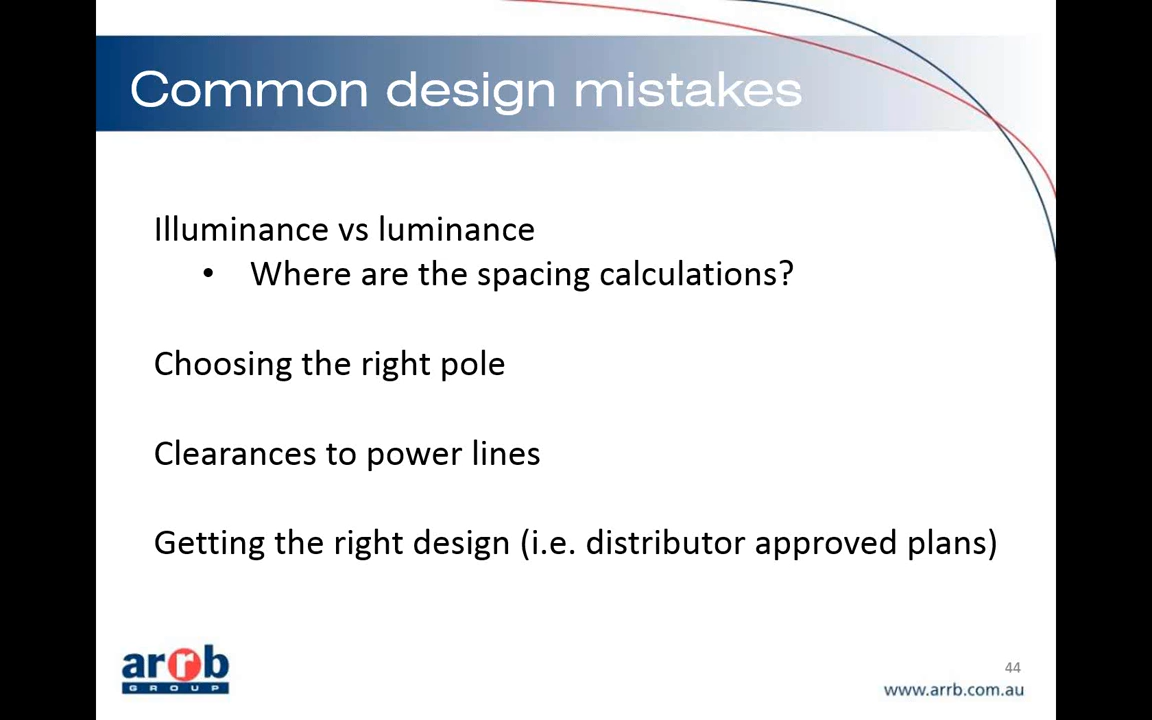 Common design mistakes
Illuminance vs luminance
• Where are the spacing calculations?
Choosing the right pole
Clearances to power lines
Getting the right design (i.e. distributor approved plans)
arrb
GROUP
44
www.arrb.com.au